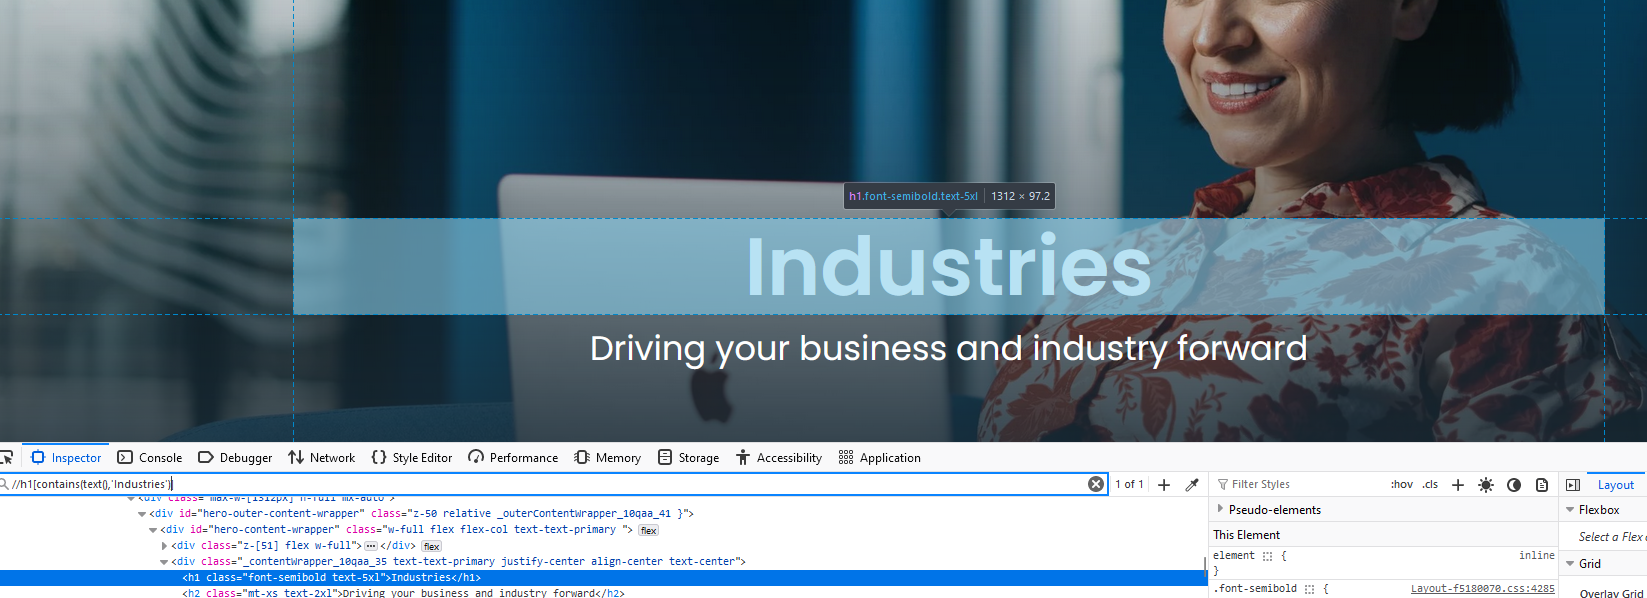 h1.font-semibold.text-5xl 1312 × 97.2
Industries
Driving your business and industry forward
Inspector Console Debugger Network Style Editor Performance Memory Storage Accessibility Application
//h1[contains(text(),'Industries')] 1 of 1 Filter Styles :hov .cls Layout
<div class="max-w-[1312px] h-full mx-auto">
<div id="hero-outer-content-wrapper" class="z-50 relative _outerContentWrapper_10qaa_41 }">
<div id="hero-content-wrapper" class="w-full flex flex-col text-text-primary "> flex
<div class="z-[51] flex w-full"> </div> flex
<div class="_contentWrapper_10qaa_35 text-text-primary justify-center align-center text-center">
<h1 class="font-semibold text-5xl">Industries</h1>
<h2 class="mt-xs text-2xl">Driving your business and industry forward</h2>
Pseudo-elements
This Element
element { inline
}
.font-semibold { Layout-f5180070.css:4285
Flexbox
Select a Flex
Grid
Overlay Grid